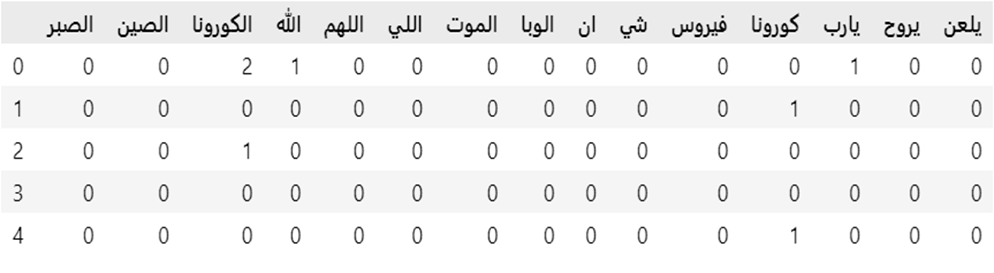 الصبر الصين الكورونا الله اللهم اللي الموت الوبا ان شي فيروس كورونا يارب يروح يلعن
0 0 0 2 1 0 0 0 0 0 0 0 0 1 0 0
1 0 0 0 0 0 0 0 0 0 0 0 1 0 0 0
2 0 0 1 0 0 0 0 0 0 0 0 0 0 0 0
3 0 0 0 0 0 0 0 0 0 0 0 0 0 0 0
4 0 0 0 0 0 0 0 0 0 0 0 1 0 0 0